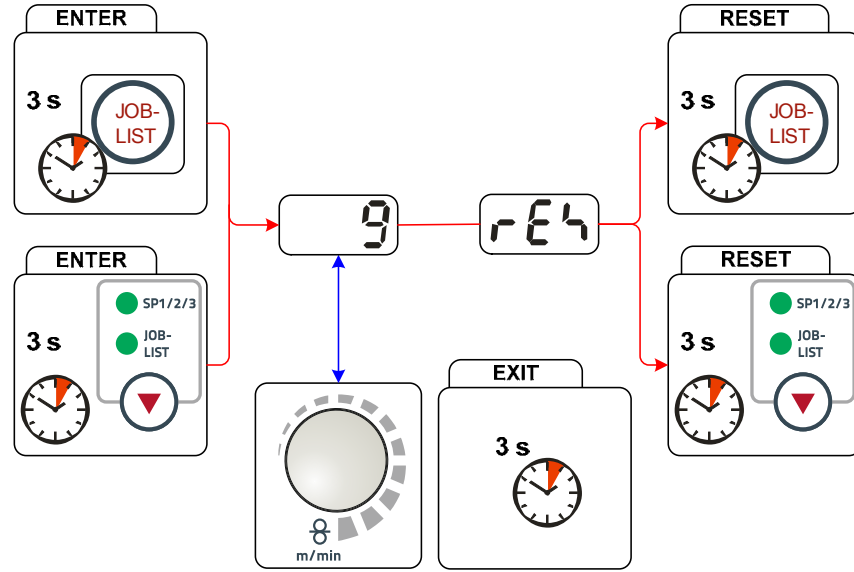 ENTER
3 s
JOB-
LIST
ENTER
3 s
SP1/2/3
JOB-
LIST
9
m/min
rEh
EXIT
3 s
RESET
3 s
JOB-
LIST
RESET
3 s
SP1/2/3
JOB-
LIST